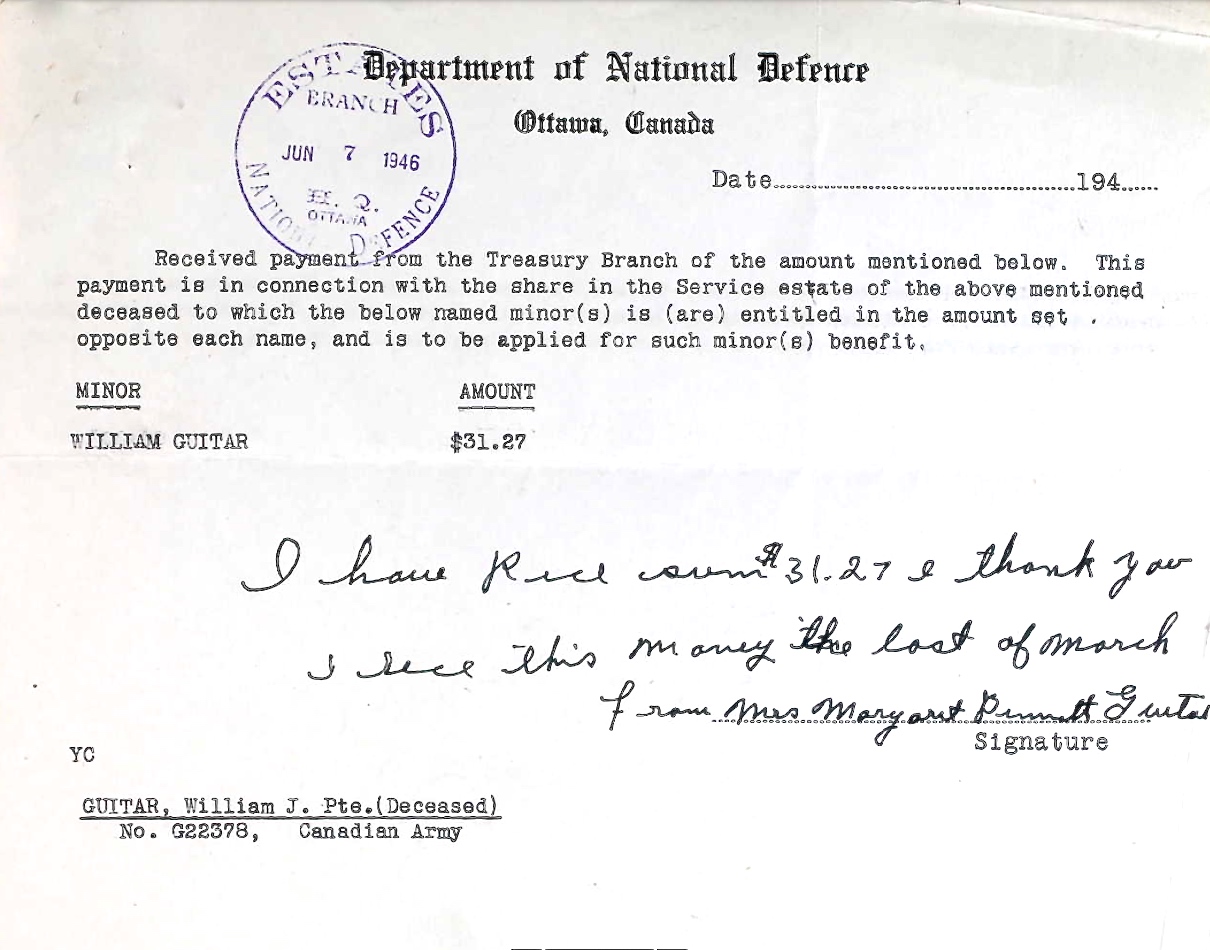 Department of National Defence
Ottawa, Canada
ESTATES
BRANCH
JUN 7 1946
H. Q.
OTTAWA
NATIONAL DEFENCE
Date..........194.....
Received payment from the Treasury Branch of the amount mentioned below. This
payment is in connection with the share in the Service estate of the above mentioned
deceased to which the below named minor(s) is (are) entitled in the amount set
opposite each name, and is to be applied for such minor(s) benefit.
MINOR AMOUNT
WILLIAM GUITAR $31.27
I have Rece sum $31.27 I thank you
I rece this money the last of march
from Mrs Margaret Guitar
Signature
YC
GUITAR, William J. Pte.(Deceased)
No. G22378, Canadian Army